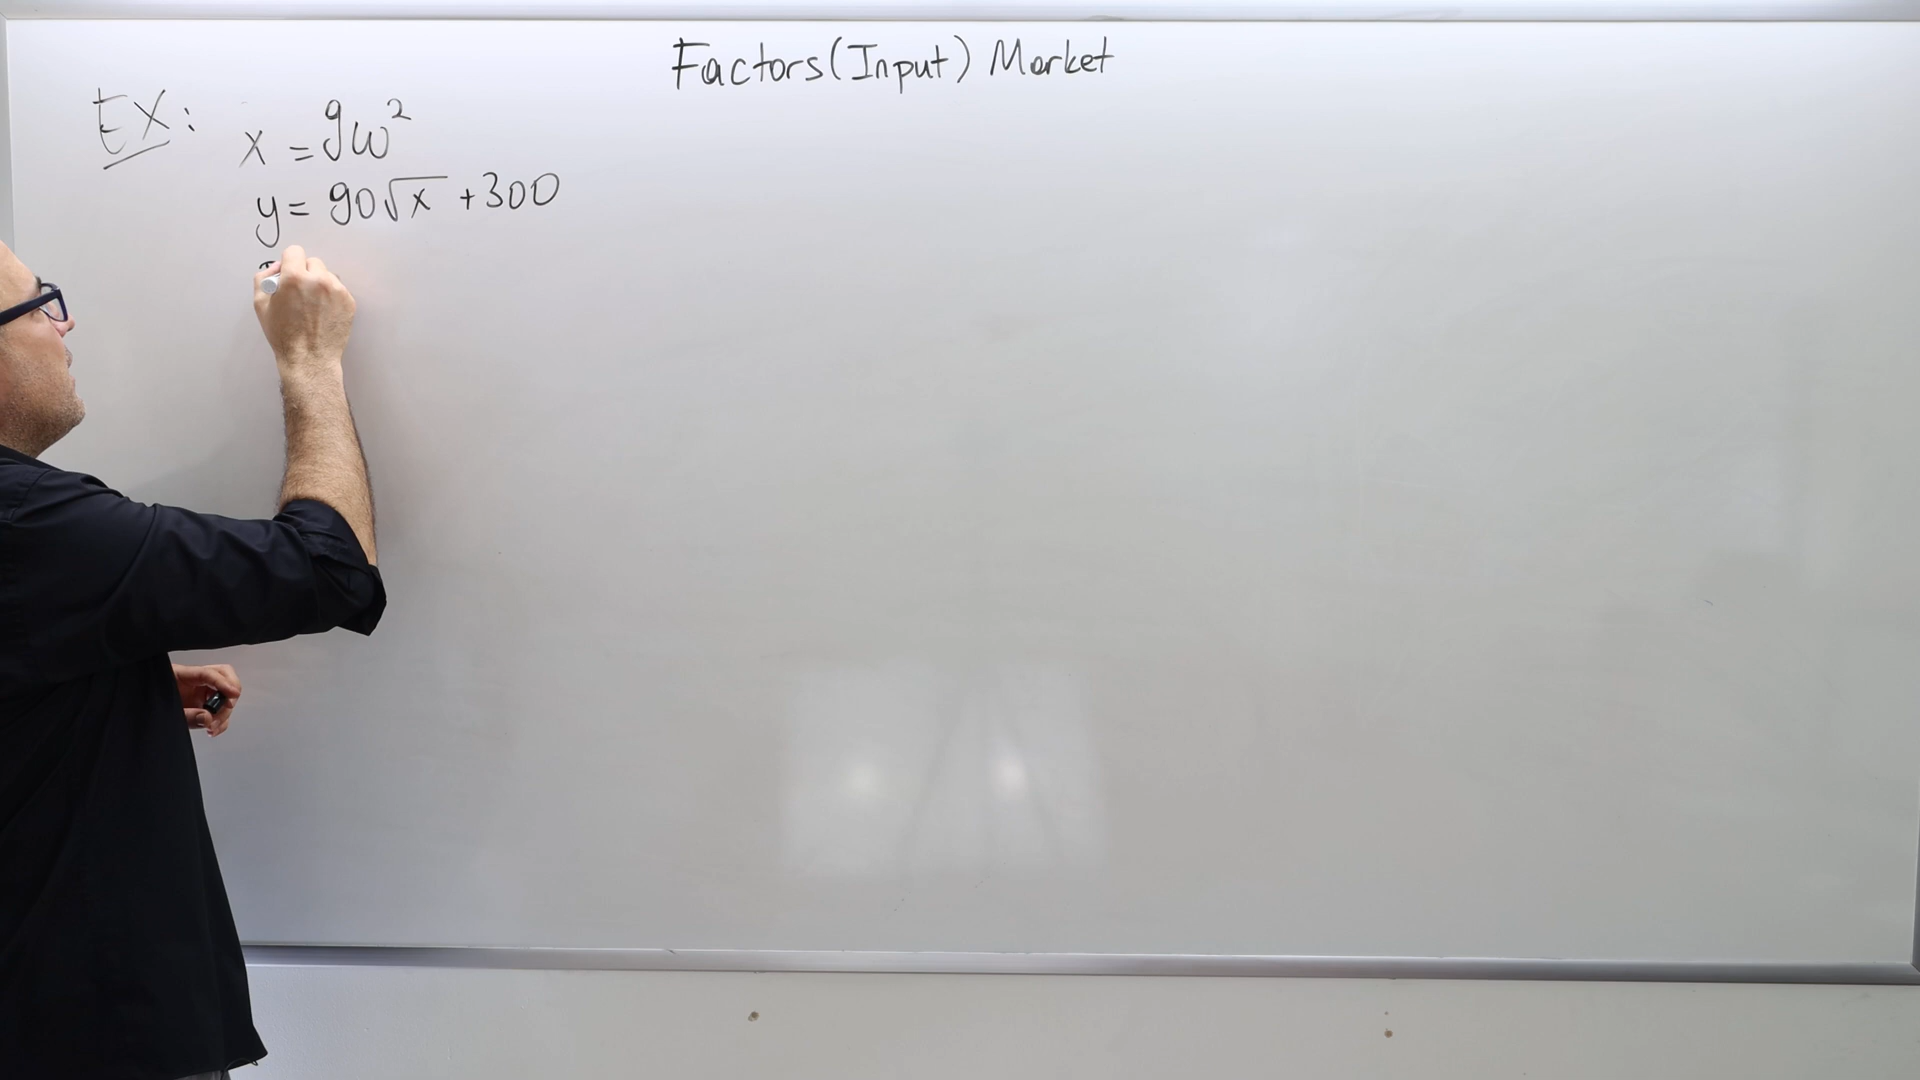 Factors (Input) Market
EX:
x = 9w²
y = 90√x + 300